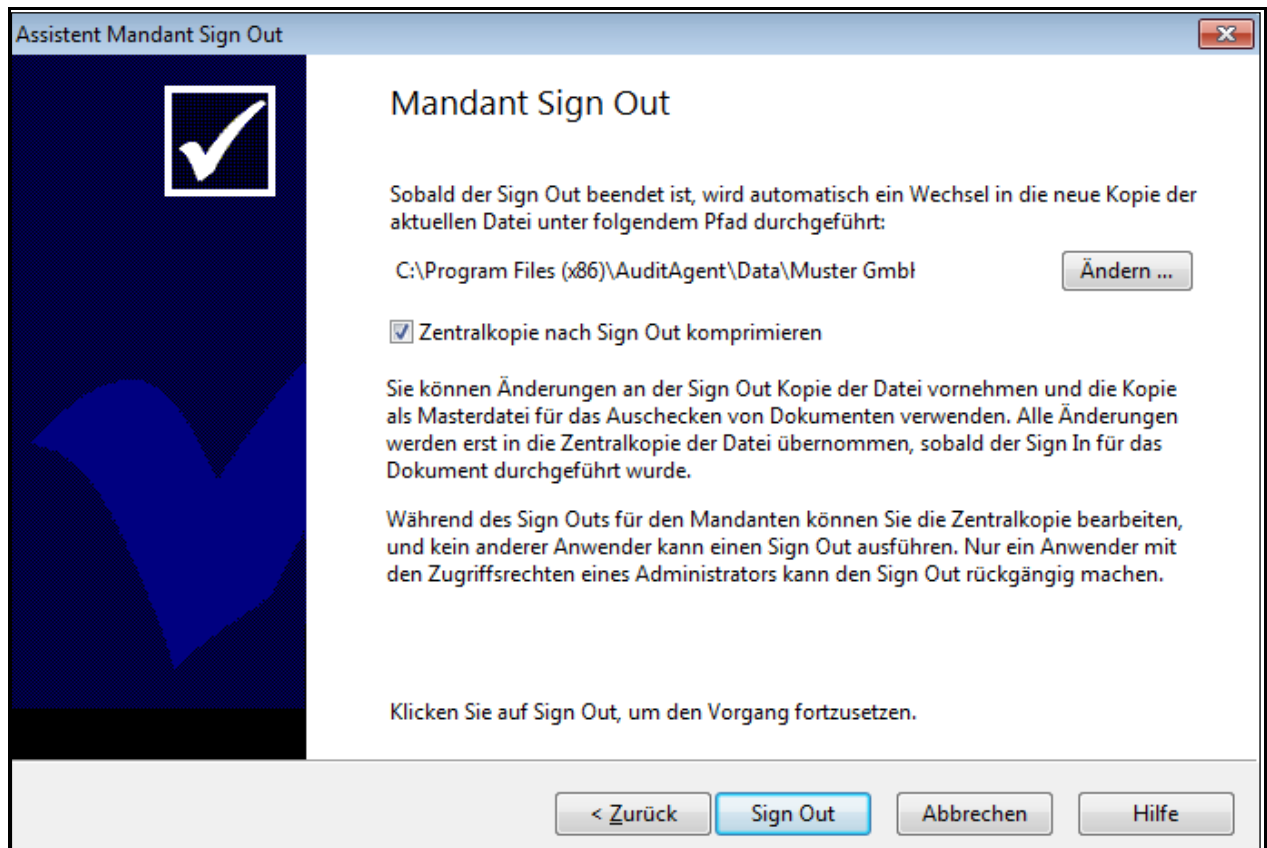 Assistent Mandant Sign Out
Mandant Sign Out
Sobald der Sign Out beendet ist, wird automatisch ein Wechsel in die neue Kopie der
aktuellen Datei unter folgendem Pfad durchgeführt:
C:\Program Files (x86)\AuditAgent\Data\Muster GmbH
Ändern ...
Zentralkopie nach Sign Out komprimieren
Sie können Änderungen an der Sign Out Kopie der Datei vornehmen und die Kopie
als Masterdatei für das Auschecken von Dokumenten verwenden. Alle Änderungen
werden erst in die Zentralkopie der Datei übernommen, sobald der Sign In für das
Dokument durchgeführt wurde.
Während des Sign Outs für den Mandanten können Sie die Zentralkopie bearbeiten,
und kein anderer Anwender kann einen Sign Out ausführen. Nur ein Anwender mit
den Zugriffsrechten eines Administrators kann den Sign Out rückgängig machen.
Klicken Sie auf Sign Out, um den Vorgang fortzusetzen.
< Zurück
Sign Out
Abbrechen
Hilfe